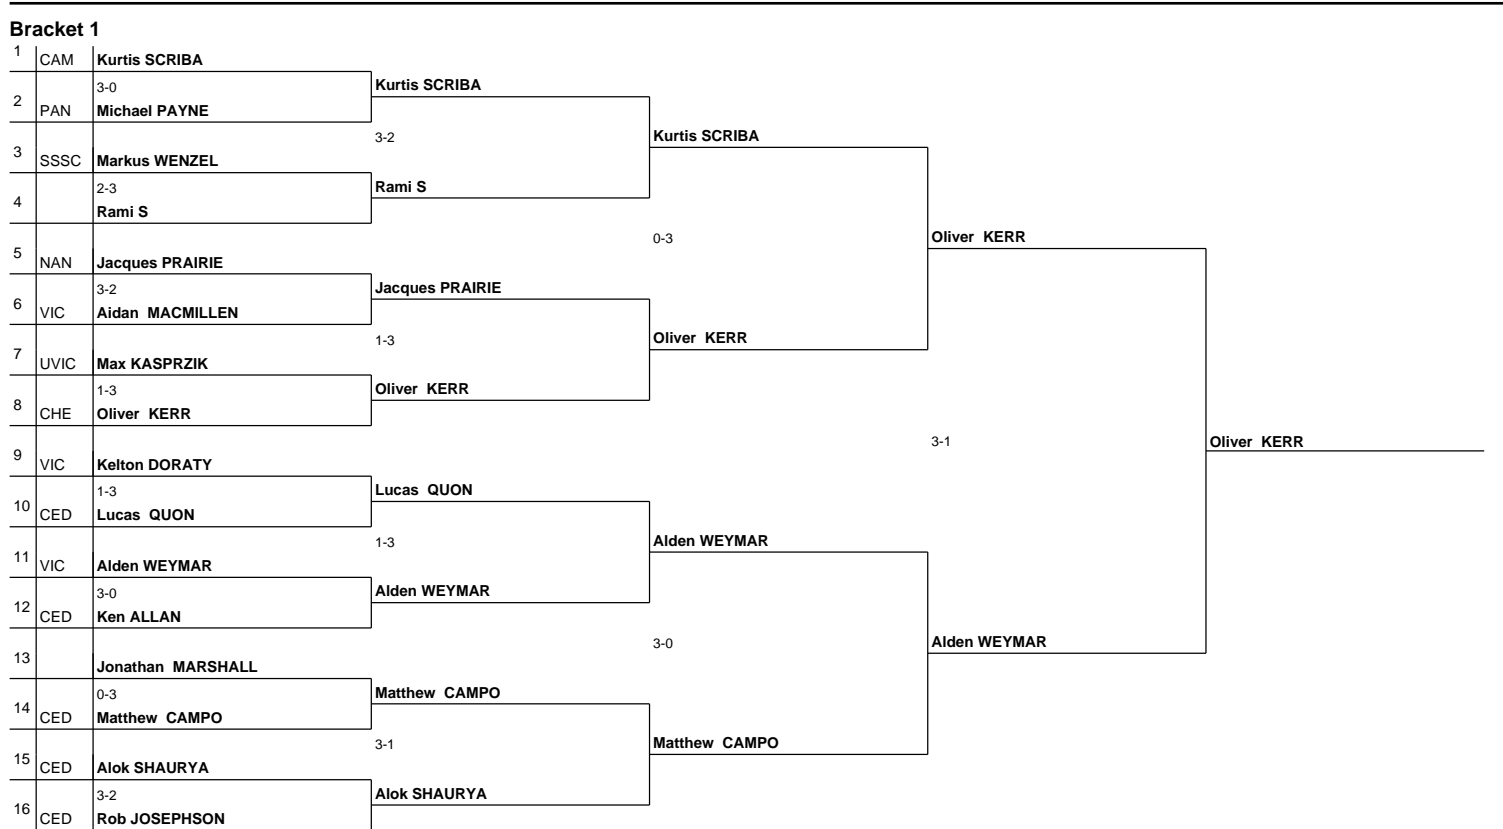 Bracket 1
1 CAM Kurtis SCRIBA
3-0 Kurtis SCRIBA
2 PAN Michael PAYNE
3-2 Kurtis SCRIBA
3 SSSC Markus WENZEL
2-3 Rami S
4 Rami S
0-3 Oliver KERR
5 NAN Jacques PRAIRIE
3-2 Jacques PRAIRIE
6 VIC Aidan MACMILLEN
1-3 Oliver KERR
7 UVIC Max KASPRZIK
1-3 Oliver KERR
8 CHE Oliver KERR
3-1 Oliver KERR
9 VIC Kelton DORATY
1-3 Lucas QUON
10 CED Lucas QUON
1-3 Alden WEYMAR
11 VIC Alden WEYMAR
3-0 Alden WEYMAR
12 CED Ken ALLAN
3-0 Alden WEYMAR
13 Jonathan MARSHALL
0-3 Matthew CAMPO
14 CED Matthew CAMPO
3-1 Matthew CAMPO
15 CED Alok SHAURYA
3-2 Alok SHAURYA
16 CED Rob JOSEPHSON